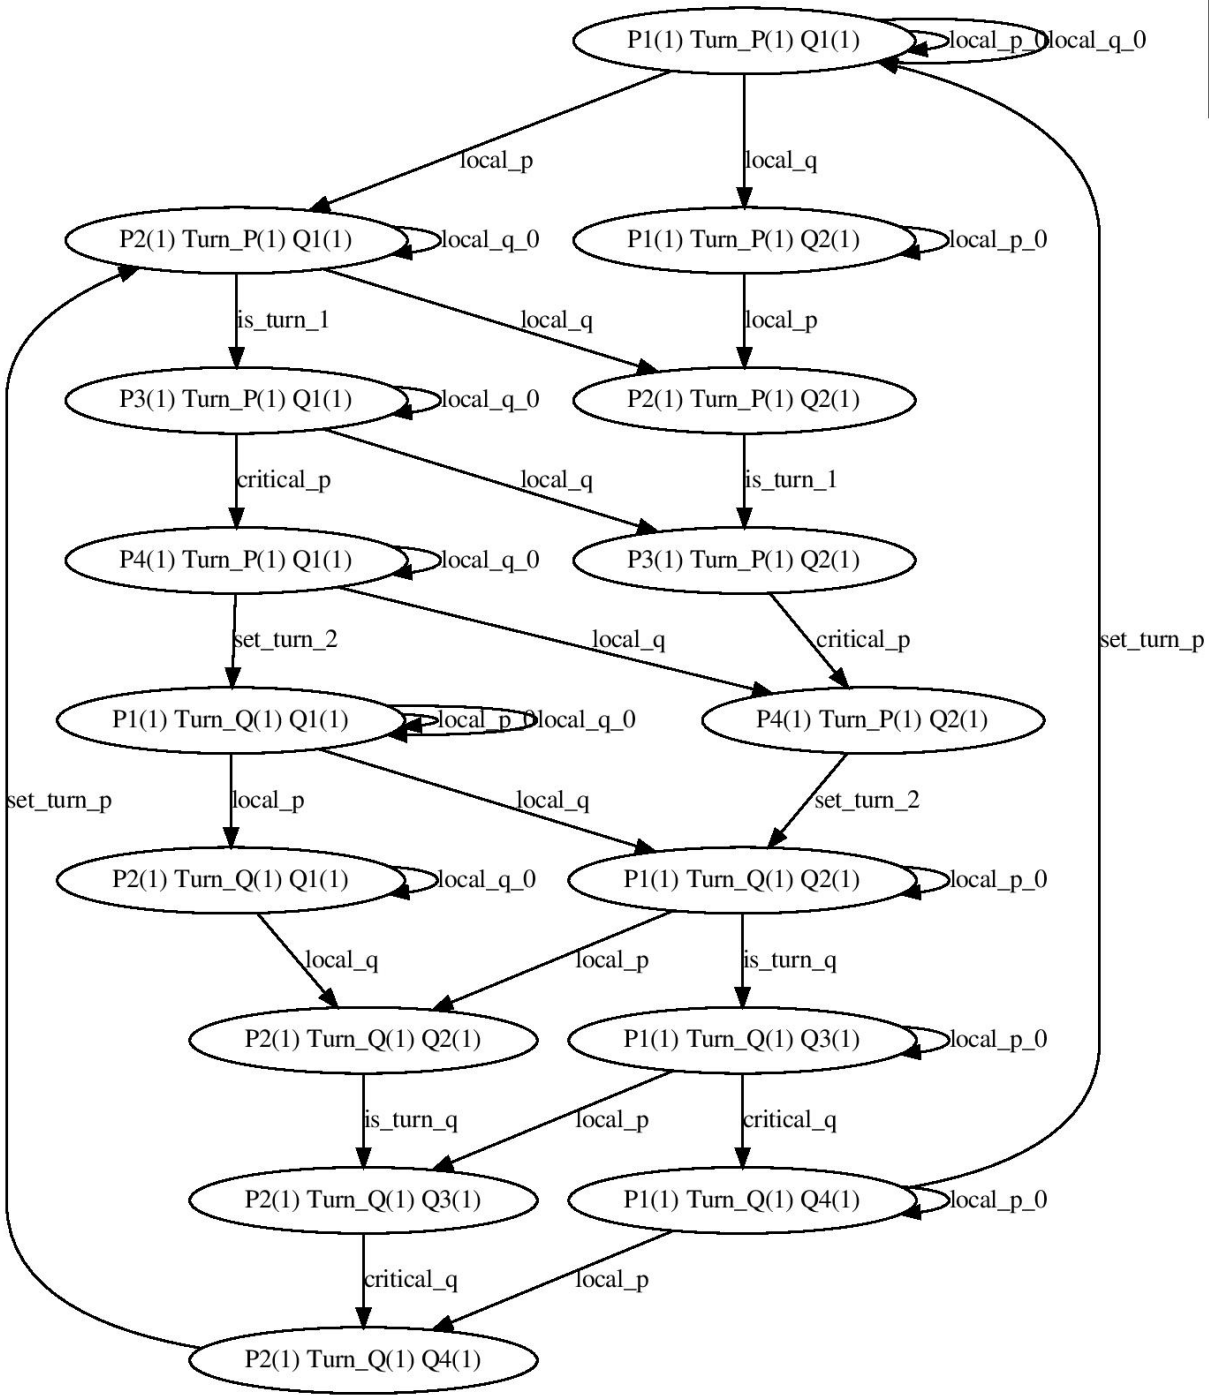 P1(1) Turn_P(1) Q1(1)
local_p_0
local_q_0
local_p
local_q
P2(1) Turn_P(1) Q1(1)
local_q_0
P1(1) Turn_P(1) Q2(1)
local_p_0
is_turn_1
local_q
local_p
P3(1) Turn_P(1) Q1(1)
local_q_0
P2(1) Turn_P(1) Q2(1)
critical_p
local_q
is_turn_1
P4(1) Turn_P(1) Q1(1)
local_q_0
P3(1) Turn_P(1) Q2(1)
set_turn_2
local_q
critical_p
set_turn_p
P1(1) Turn_Q(1) Q1(1)
local_p_0
local_q_0
P4(1) Turn_P(1) Q2(1)
set_turn_p
local_p
local_q
set_turn_2
P2(1) Turn_Q(1) Q1(1)
local_q_0
P1(1) Turn_Q(1) Q2(1)
local_p_0
local_q
local_p
is_turn_q
P2(1) Turn_Q(1) Q2(1)
P1(1) Turn_Q(1) Q3(1)
local_p_0
is_turn_q
local_p
critical_q
P2(1) Turn_Q(1) Q3(1)
P1(1) Turn_Q(1) Q4(1)
local_p_0
critical_q
local_p
P2(1) Turn_Q(1) Q4(1)